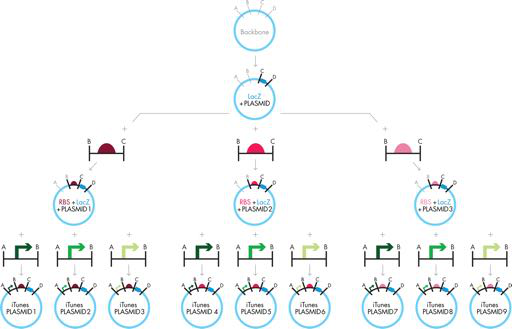 A B C D
Backbone
A B C D
LacZ
+PLASMID
+ + +
B C B C B C
A B C D A B C D A B C D
RBS +LacZ RBS +LacZ RBS +LacZ
+PLASMID1 +PLASMID2 +PLASMID3
+ + + + + + + + +
A B A B A B A B A B A B A B A B A B
A B C D A B C D A B C D A B C D A B C D A B C D A B C D A B C D A B C D
iTunes iTunes iTunes iTunes iTunes iTunes iTunes iTunes iTunes
PLASMID1 PLASMID2 PLASMID3 PLASMID 4 PLASMID5 PLASMID6 PLASMID7 PLASMID8 PLASMID9